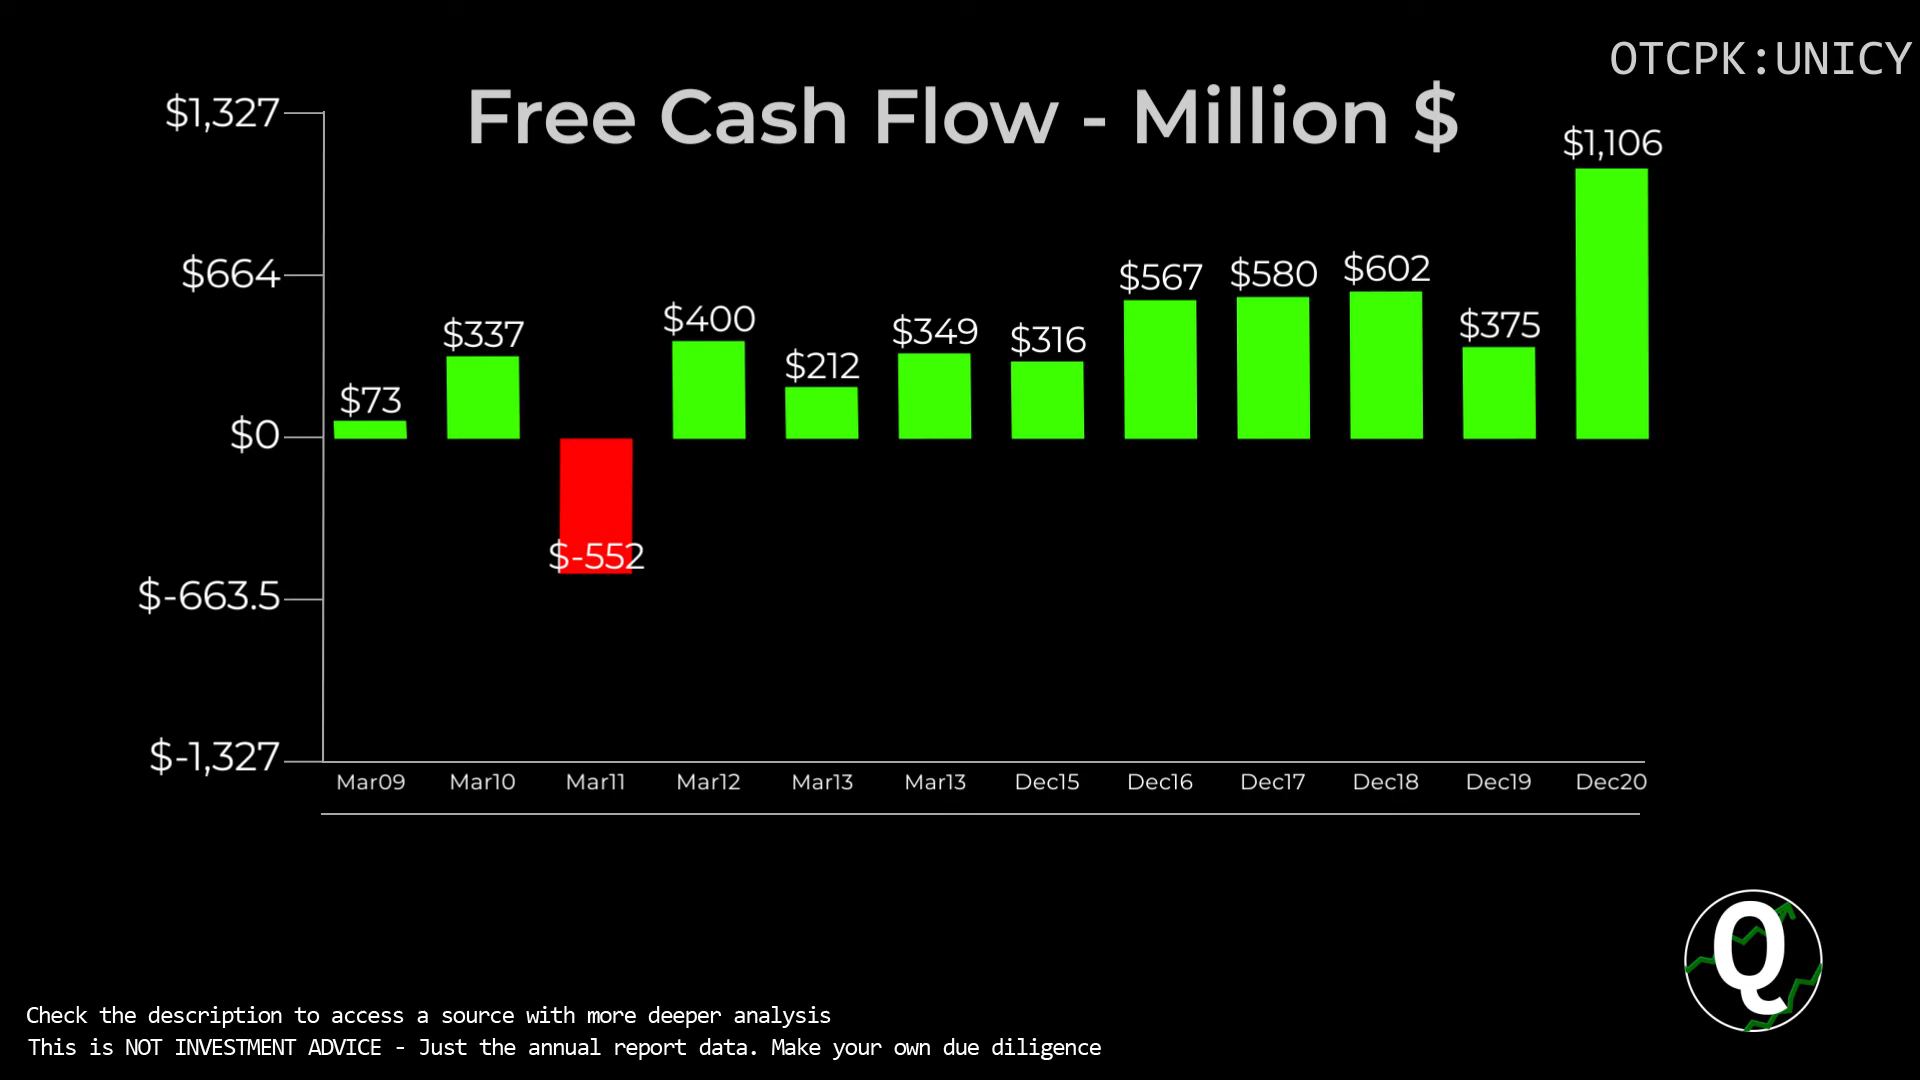 OTCPK:UNICY
Free Cash Flow - Million $
$1,327
$664
$0
$-663.5
$-1,327
$73
$337
$-552
$400
$212
$349
$316
$567
$580
$602
$375
$1,106
Mar09 Mar10 Mar11 Mar12 Mar13 Mar13 Dec15 Dec16 Dec17 Dec18 Dec19 Dec20
Q
Check the description to access a source with more deeper analysis
This is NOT INVESTMENT ADVICE - Just the annual report data. Make your own due diligence